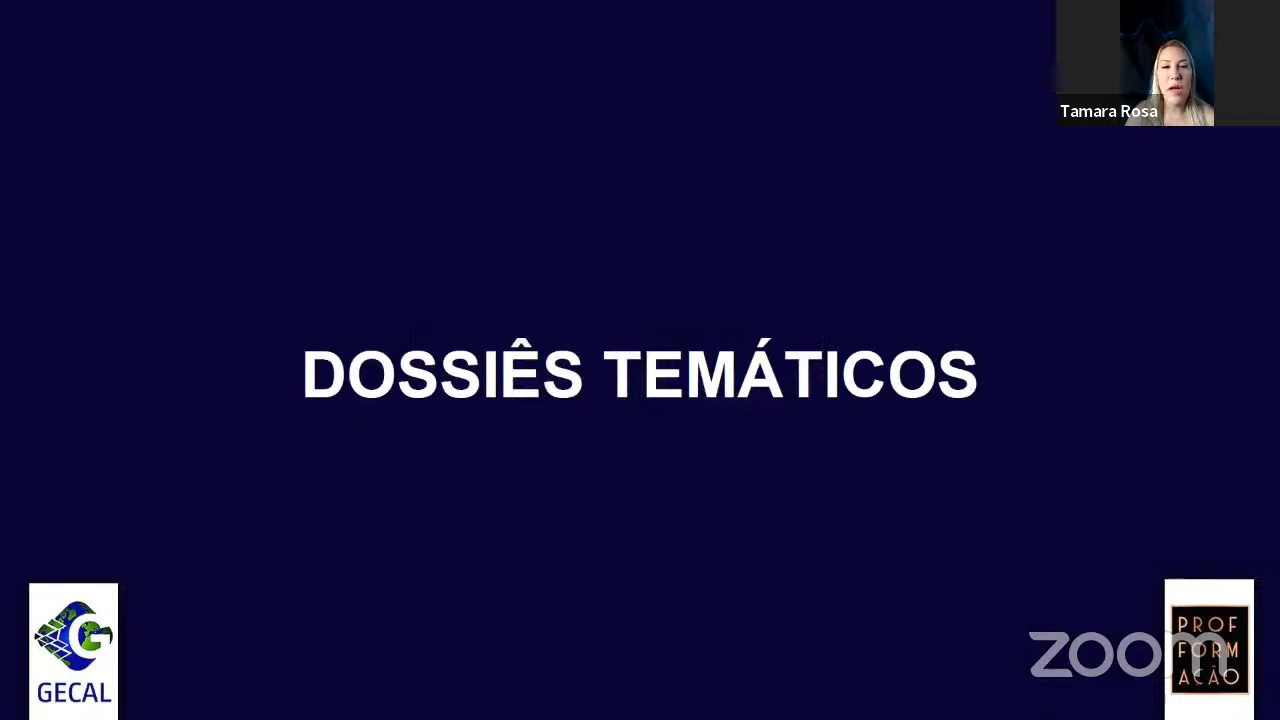 Tamara Rosa
DOSSIÊS TEMÁTICOS
GECAL
zoom
PROF
FORM
AÇÃO